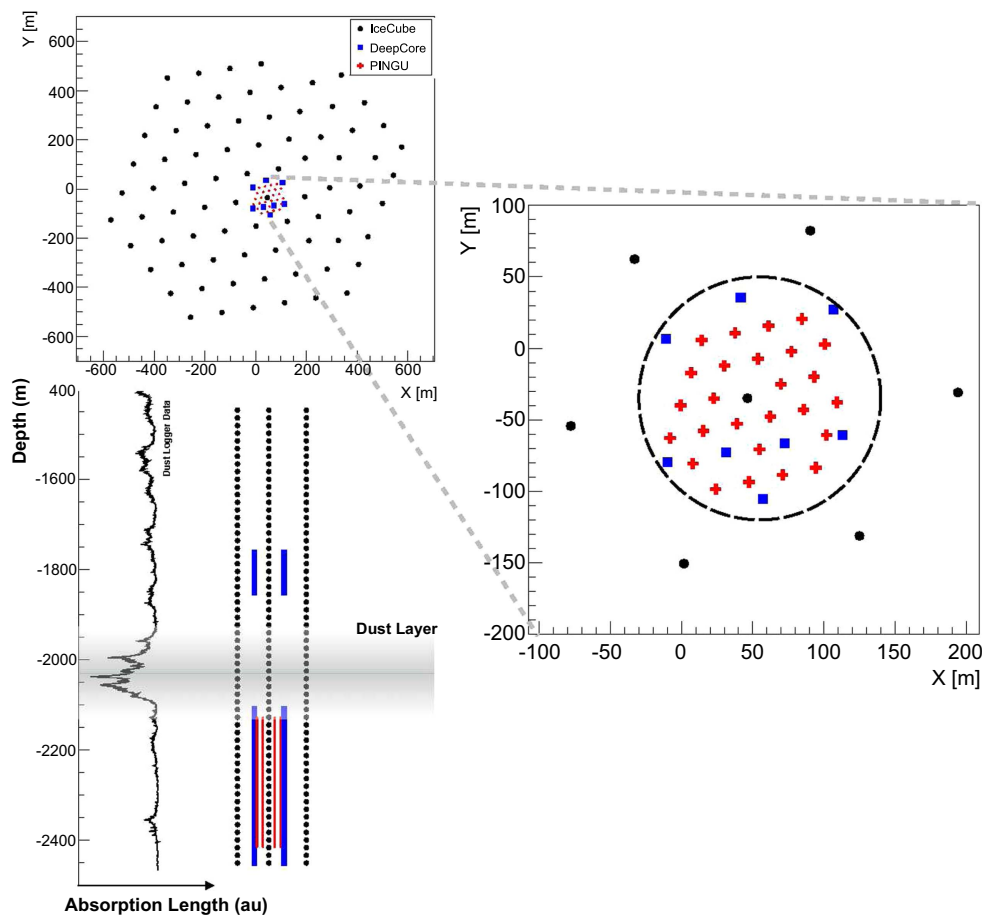 Y [m]
600
400
200
0
-200
-400
-600
IceCube
DeepCore
PINGU
-600 -400 -200 0 200 400 600
X [m]
Depth (m)
400
-1600
-1800
-2000
-2200
-2400
Dust Logger Data
Dust Layer
Absorption Length (au)
Y [m]
100
50
0
-50
-100
-150
-200
-100 -50 0 50 100 150 200
X [m]